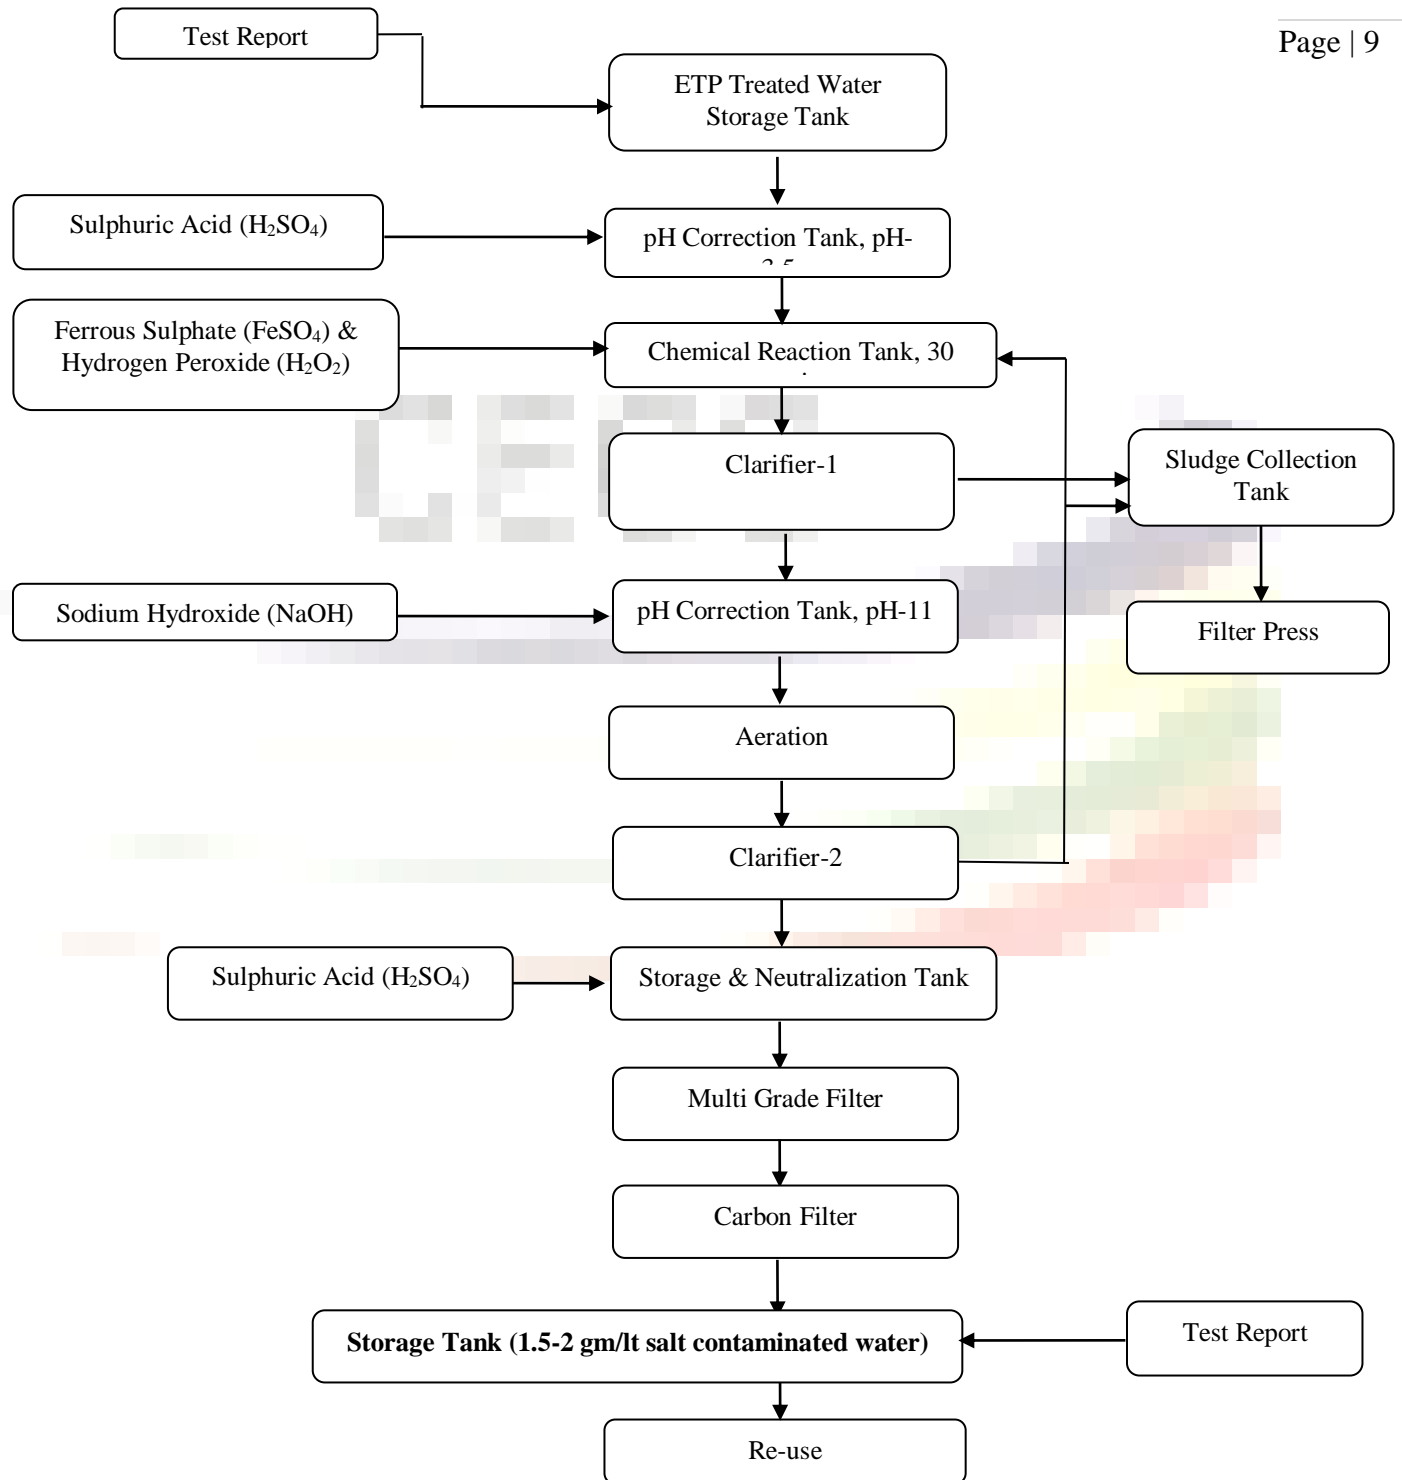 Page | 9
Test Report
ETP Treated Water
Storage Tank
Sulphuric Acid (H₂SO₄)
pH Correction Tank, pH-
Ferrous Sulphate (FeSO₄) &
Hydrogen Peroxide (H₂O₂)
Chemical Reaction Tank, 30
Clarifier-1
Sludge Collection
Tank
Sodium Hydroxide (NaOH)
pH Correction Tank, pH-11
Filter Press
Aeration
Clarifier-2
Sulphuric Acid (H₂SO₄)
Storage & Neutralization Tank
Multi Grade Filter
Carbon Filter
Storage Tank (1.5-2 gm/lt salt contaminated water)
Test Report
Re-use